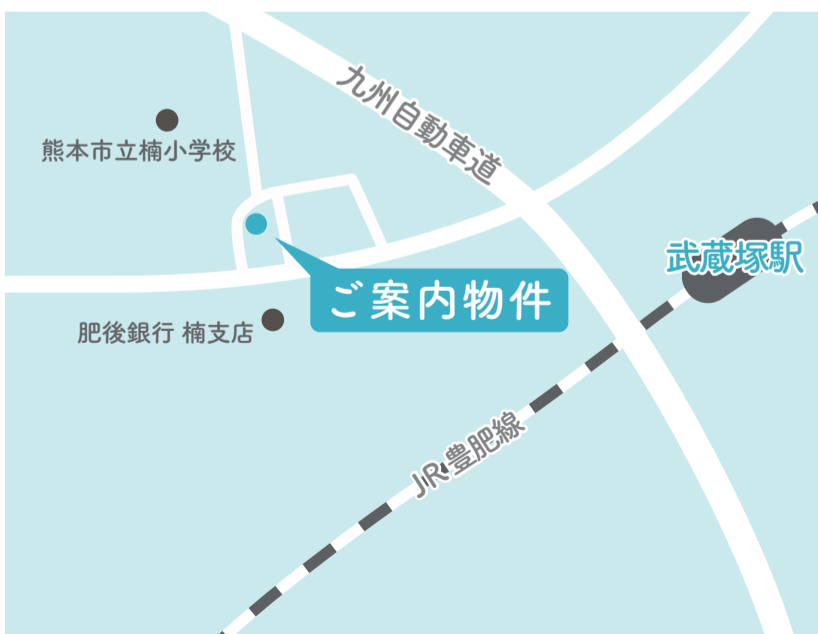 九州自動車道
熊本市立楠小学校
武蔵塚駅
ご案内物件
肥後銀行 楠支店
JR豊肥線